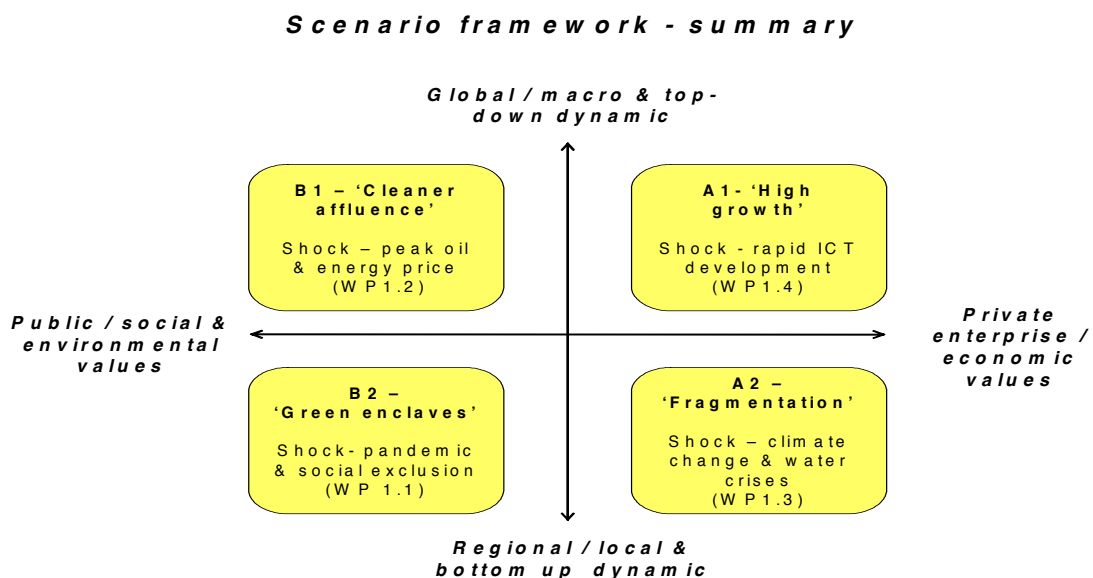 Scenario framework - summary
Global / macro & top-
down dynamic
B1 – ‘Cleaner
affluence’
Shock – peak oil
& energy price
(WP1.2)
A1- ‘High
growth’
Shock - rapid ICT
development
(WP1.4)
Public / social &
environmental
values
Private
enterprise /
economic
values
B2 –
‘Green enclaves’
Shock- pandemic
& social exclusion
(WP 1.1)
A2 –
‘Fragmentation’
Shock – climate
change & water
crises
(WP1.3)
Regional / local &
bottom up dynamic